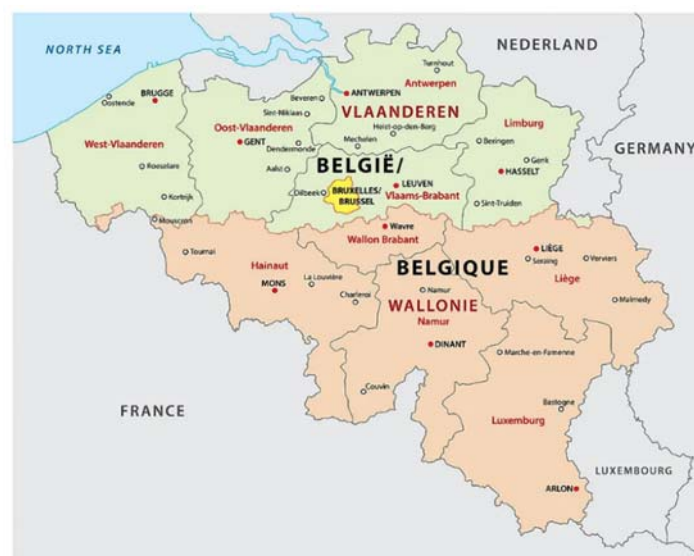 NORTH SEA
NEDERLAND
GERMANY
FRANCE
LUXEMBOURG
VLAANDEREN
BELGIË/
BELGIQUE
WALLONIE
West-Vlaanderen
Oostende
BRUGGE
Roeselare
Kortrijk
Oost-Vlaanderen
GENT
Beveren
Sint-Niklaas
Dendermonde
Aalst
Antwerpen
ANTWERPEN
Turnhout
Mechelen
Heist-op-den-Berg
Limburg
Beringen
Genk
HASSELT
Sint-Truiden
Dilbeek
BRUXELLES/
BRUSSEL
LEUVEN
Vlaams-Brabant
Mouscron
Tournai
Hainaut
MONS
La Louvière
Charleroi
Wavre
Wallon Brabant
LIÈGE
Seraing
Verviers
Liège
Malmedy
Namur
Namur
DINANT
Couvin
Marche-en-Famenne
Bastogne
Luxemburg
ARLON